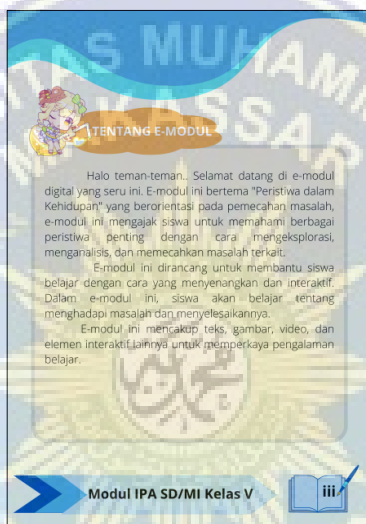 TENTANG E-MODUL
Halo teman-teman.. Selamat datang di e-modul
digital yang seru ini. E-modul ini bertema "Peristiwa dalam
Kehidupan" yang berorientasi pada pemecahan masalah,
e-modul ini mengajak siswa untuk memahami berbagai
peristiwa penting dengan cara mengeksplorasi,
menganalisis, dan memecahkan masalah terkait.
E-modul ini dirancang untuk membantu siswa
belajar dengan cara yang menyenangkan dan interaktif.
Dalam e-modul ini, siswa akan belajar tentang
menghadapi masalah dan menyelesaikannya.
E-modul ini mencakup teks, gambar, video, dan
elemen interaktif lainnya untuk memperkaya pengalaman
belajar.
Modul IPA SD/MI Kelas V
iii